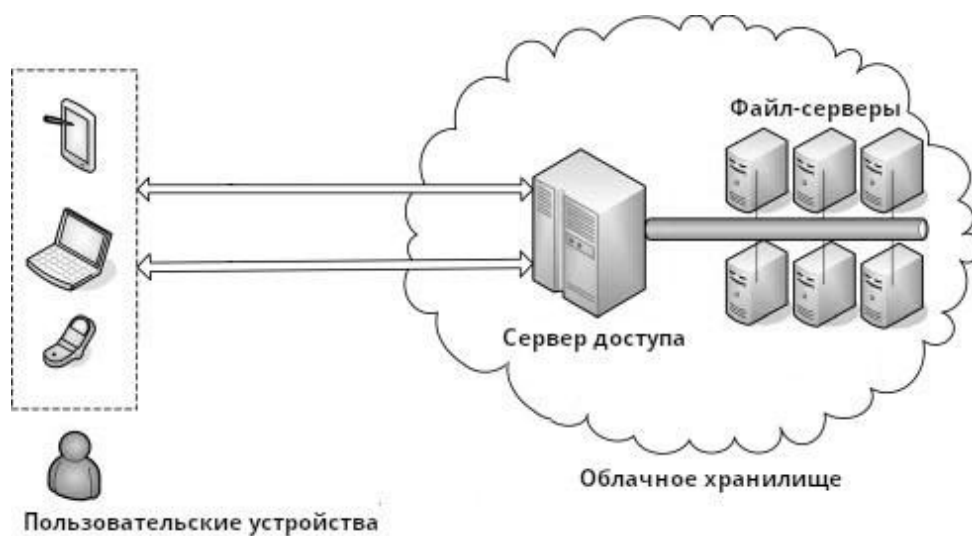 Файл-серверы
Сервер доступа
Облачное хранилище
Пользовательские устройства